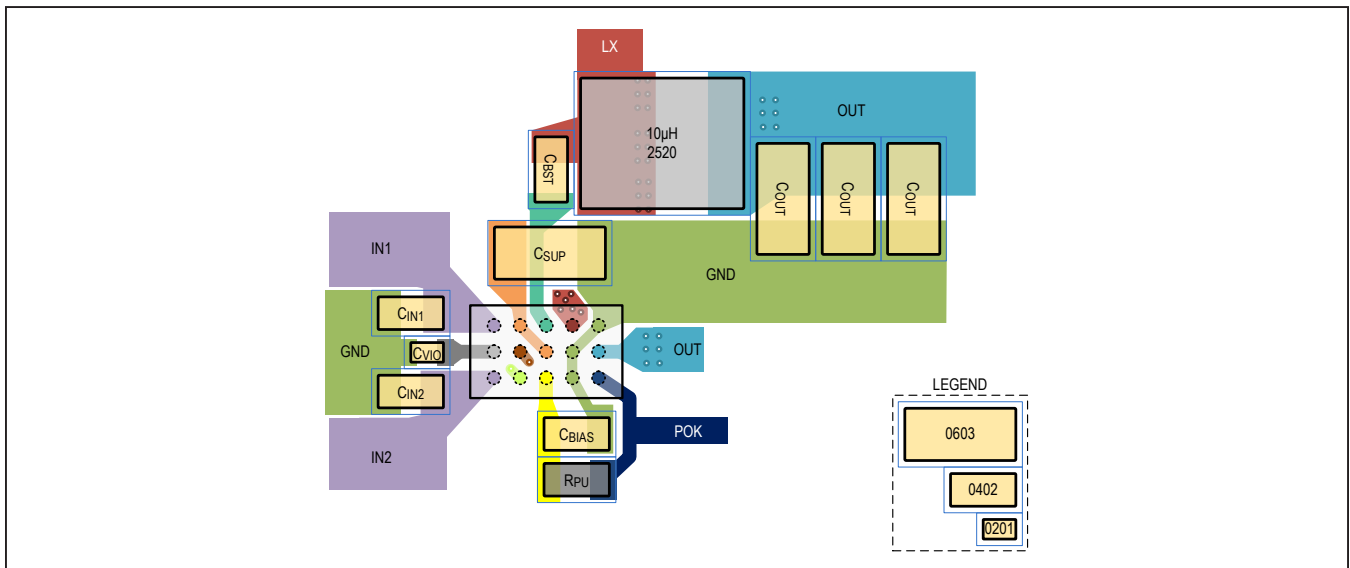 LX
10µH
2520
OUT
CBST
COUT
COUT
COUT
IN1
CSUP
GND
CIN1
GND
CVIO
OUT
CIN2
LEGEND
CBIAS
POK
0603
IN2
RPU
0402
0201